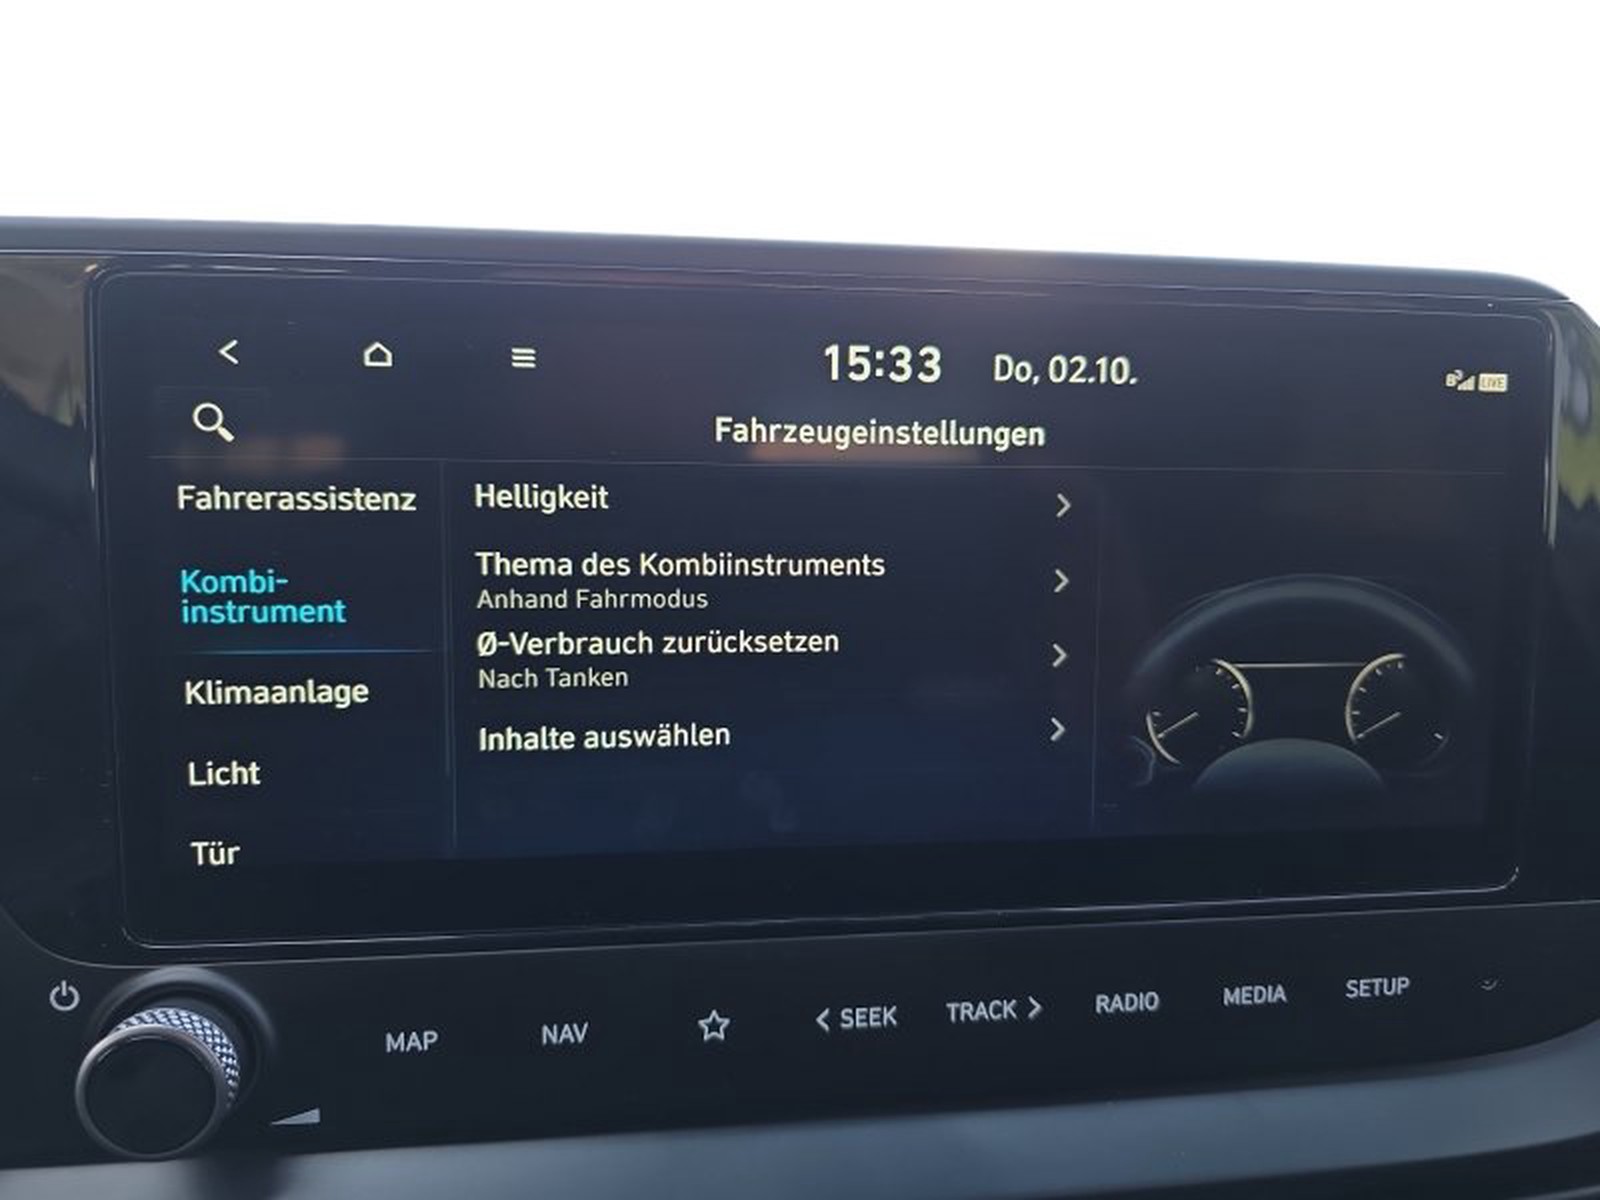 15:33 Do, 02.10.
LIVE
Fahrzeugeinstellungen
Fahrerassistenz
Kombi-
instrument
Klimaanlage
Licht
Tür
Helligkeit
Thema des Kombiinstruments
Anhand Fahrmodus
Ø-Verbrauch zurücksetzen
Nach Tanken
Inhalte auswählen
MAP NAV < SEEK TRACK > RADIO MEDIA SETUP